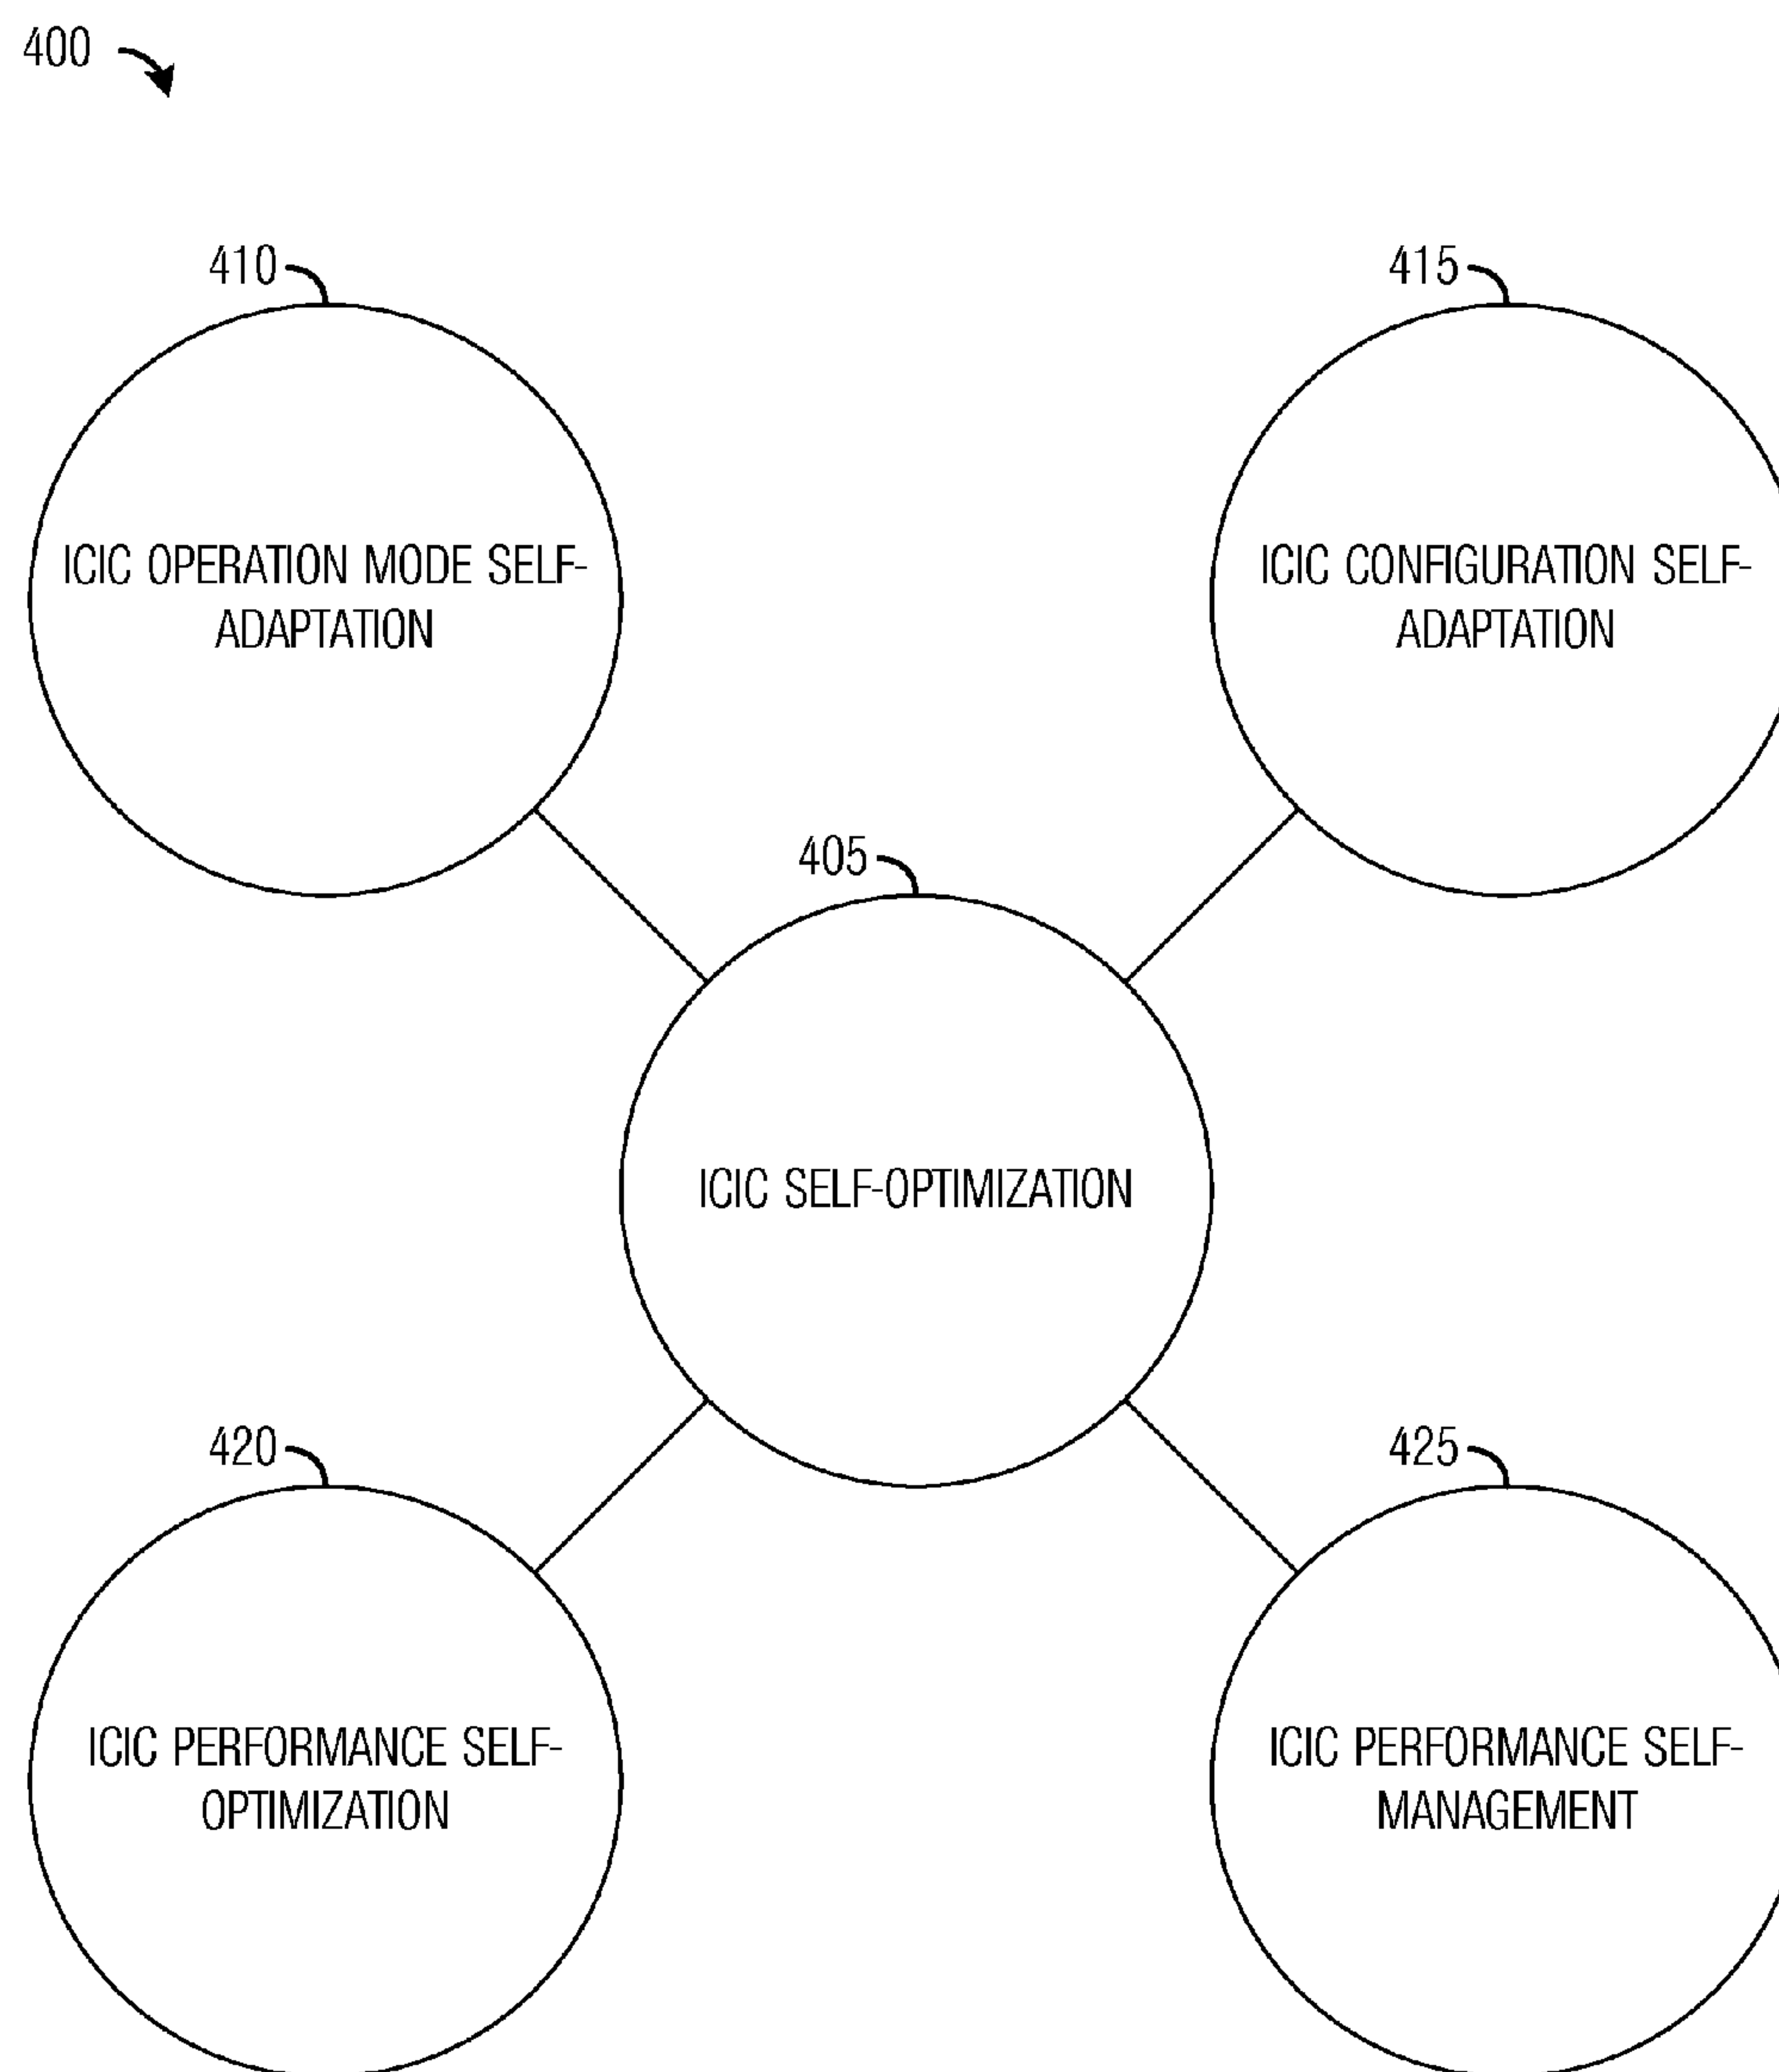 400
410
415
ICIC OPERATION MODE SELF-
ADAPTATION
ICIC CONFIGURATION SELF-
ADAPTATION
405
ICIC SELF-OPTIMIZATION
420
425
ICIC PERFORMANCE SELF-
OPTIMIZATION
ICIC PERFORMANCE SELF-
MANAGEMENT